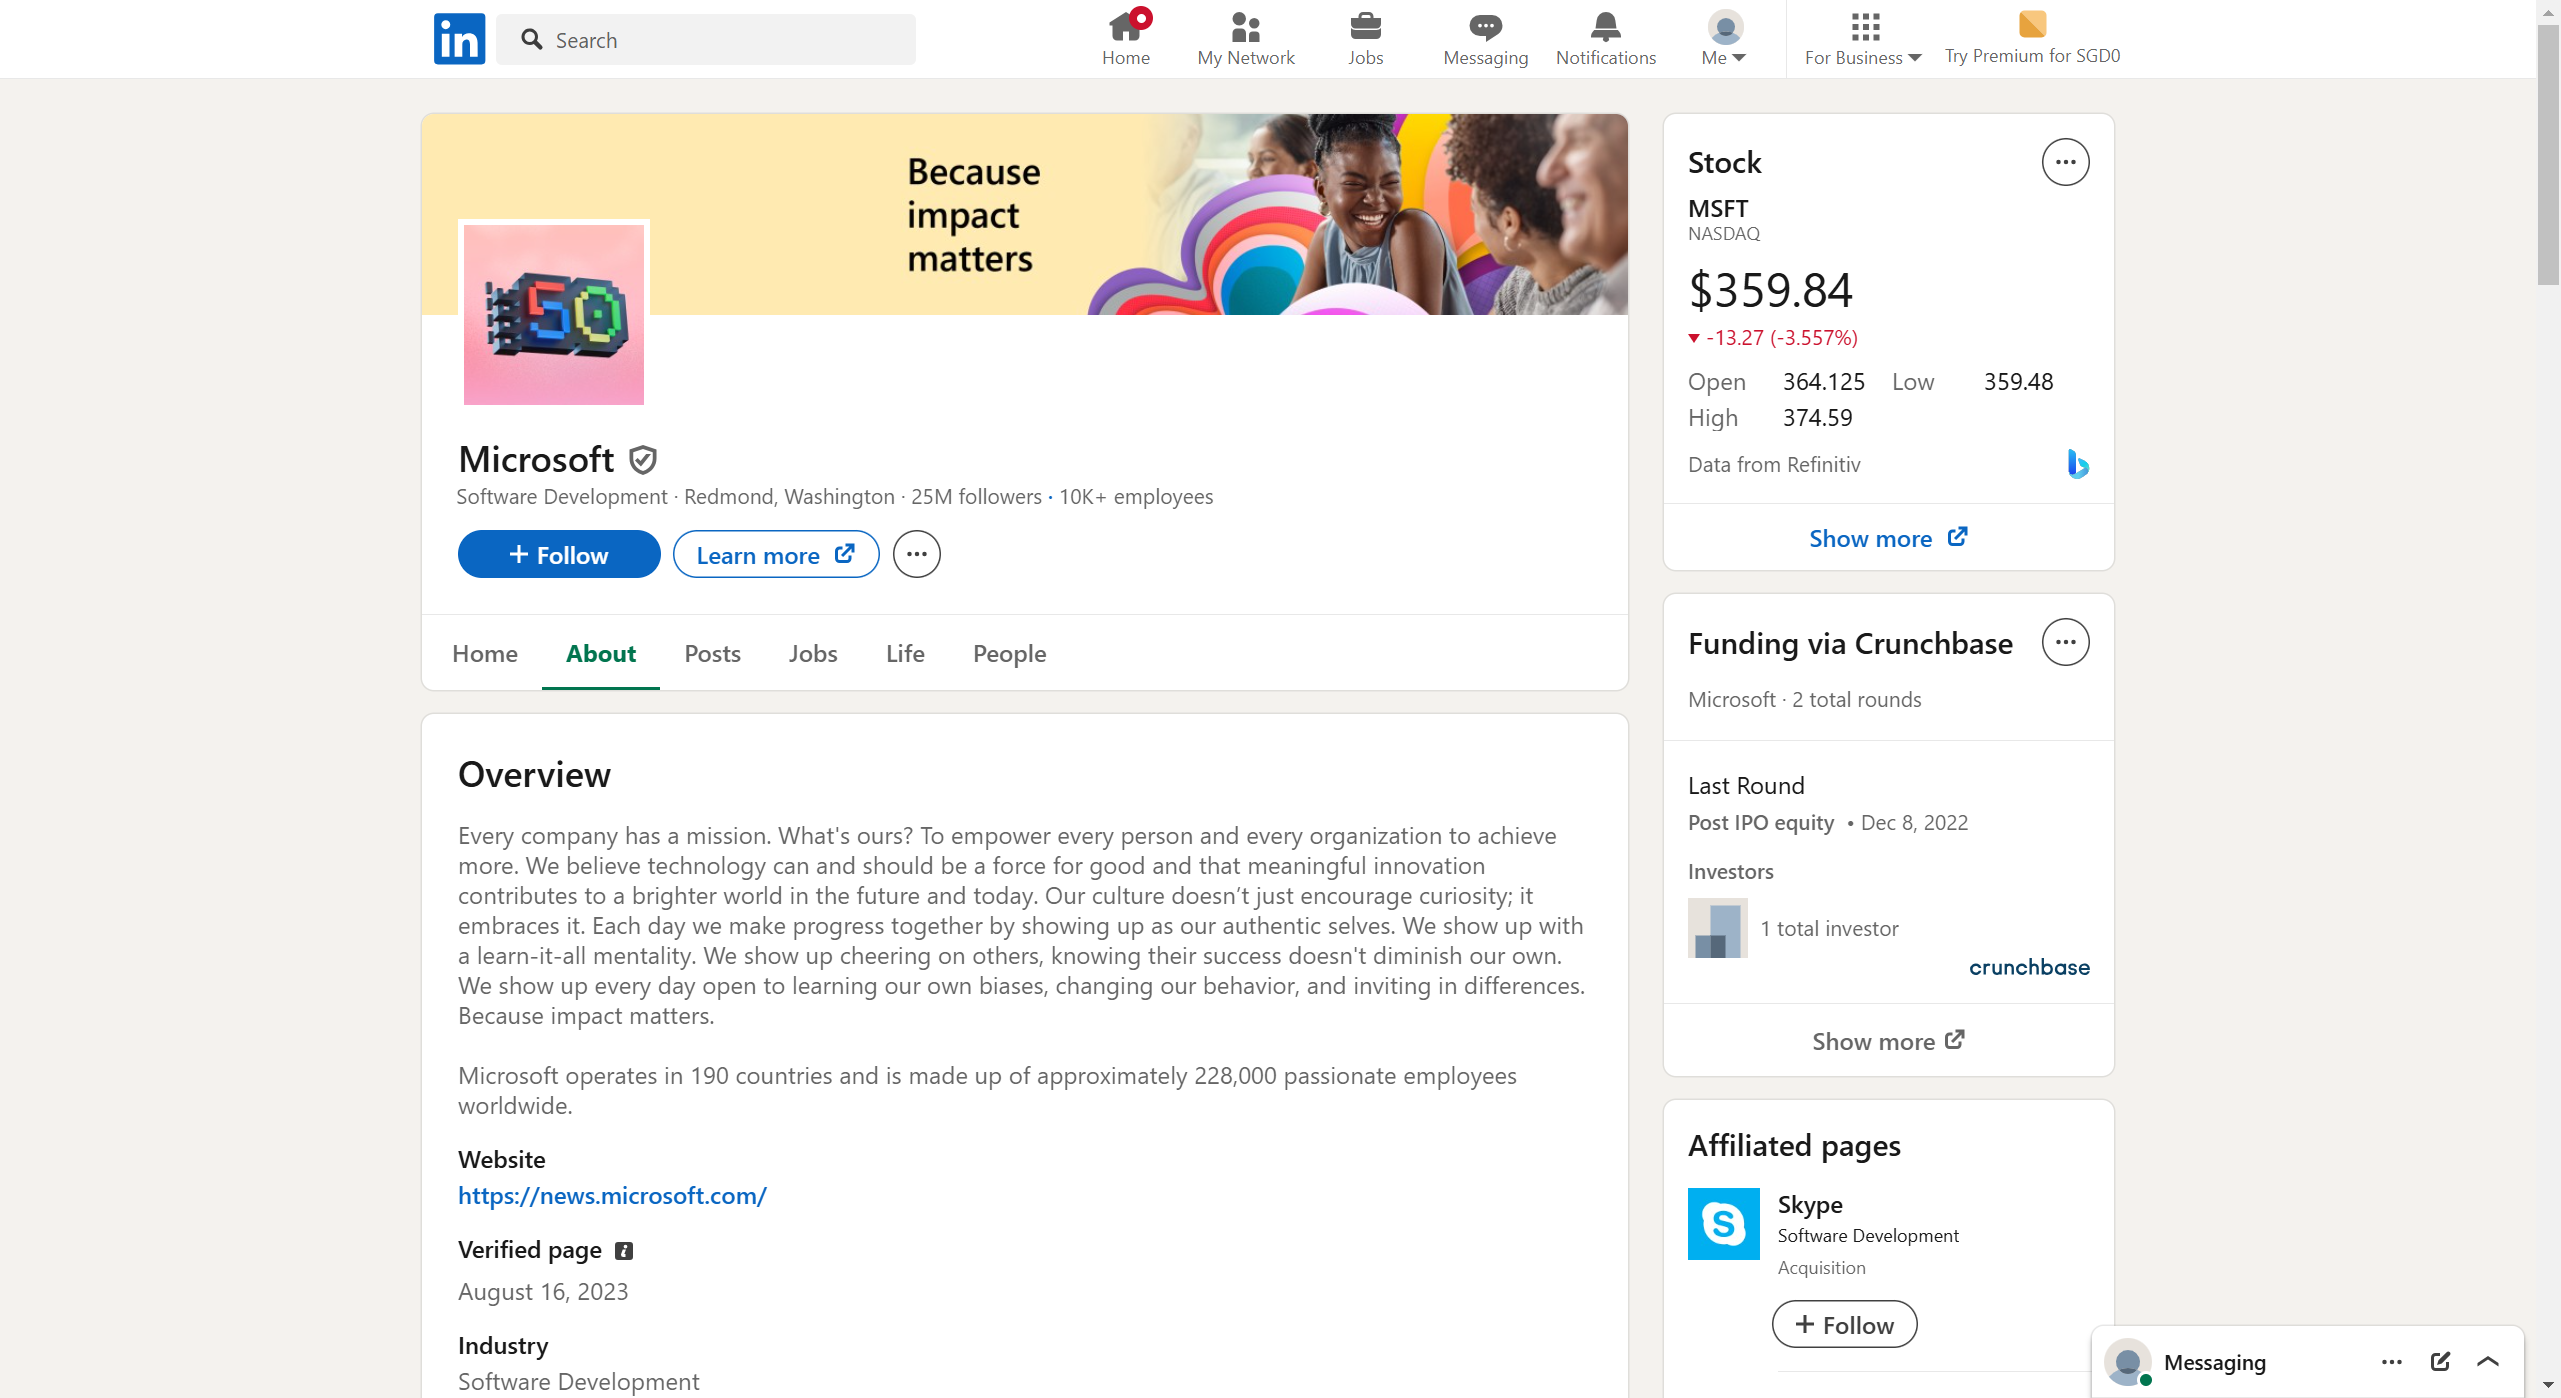 in
Search
Home
My Network
Jobs
Messaging
Notifications
Me
For Business
Try Premium for SGD0
Because
impact
matters
50
Microsoft
Software Development · Redmond, Washington · 25M followers · 10K+ employees
+ Follow
Learn more
Home
About
Posts
Jobs
Life
People
Overview
Every company has a mission. What's ours? To empower every person and every organization to achieve
more. We believe technology can and should be a force for good and that meaningful innovation
contributes to a brighter world in the future and today. Our culture doesn’t just encourage curiosity; it
embraces it. Each day we make progress together by showing up as our authentic selves. We show up with
a learn-it-all mentality. We show up cheering on others, knowing their success doesn't diminish our own.
We show up every day open to learning our own biases, changing our behavior, and inviting in differences.
Because impact matters.
Microsoft operates in 190 countries and is made up of approximately 228,000 passionate employees
worldwide.
Website
https://news.microsoft.com/
Verified page
August 16, 2023
Industry
Software Development
Stock
MSFT
NASDAQ
$359.84
-13.27 (-3.557%)
Open 364.125 Low 359.48
High 374.59
Data from Refinitiv
Show more
Funding via Crunchbase
Microsoft · 2 total rounds
Last Round
Post IPO equity • Dec 8, 2022
Investors
1 total investor
crunchbase
Show more
Affiliated pages
Skype
Software Development
Acquisition
+ Follow
Messaging